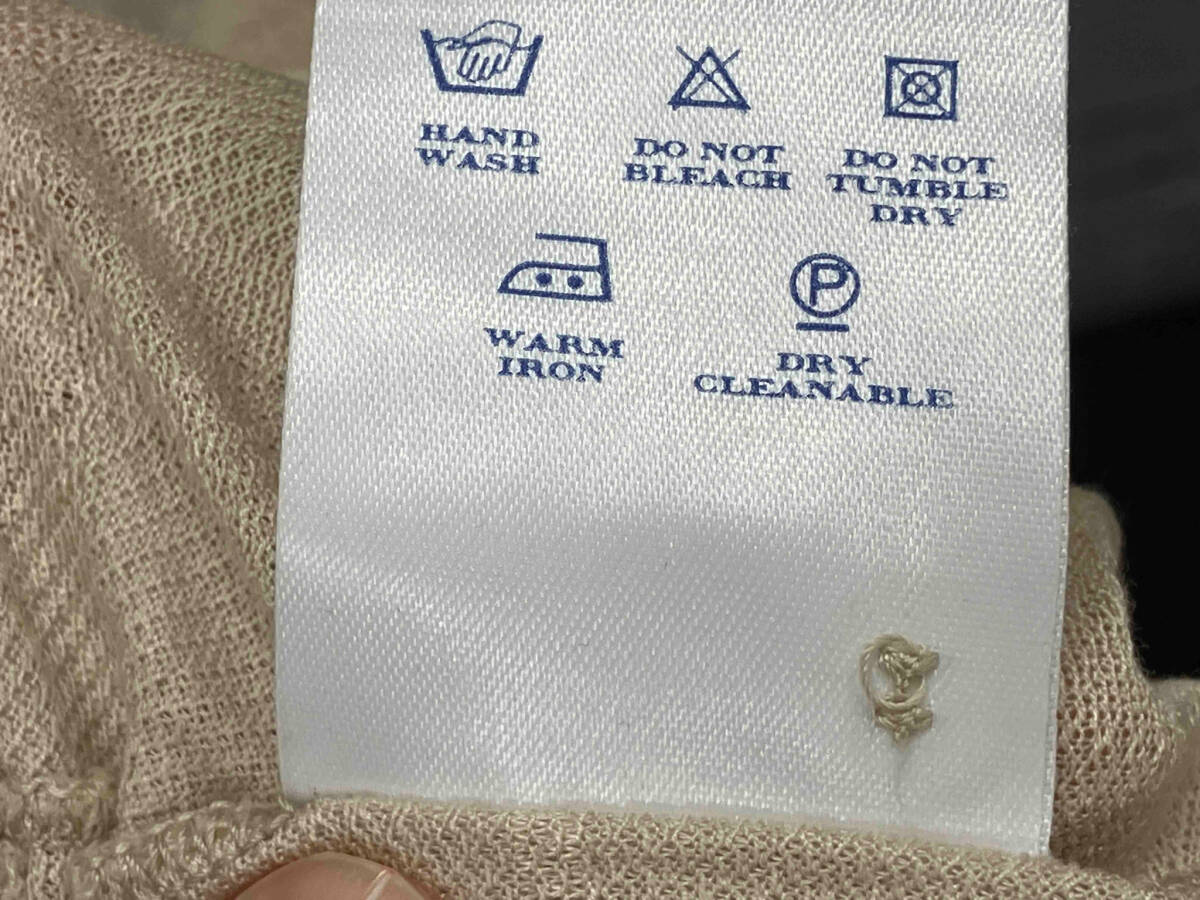 HAND
WASH
DO NOT
BLEACH
DO NOT
TUMBLE
DRY
WARM
IRON
P
DRY
CLEANABLE